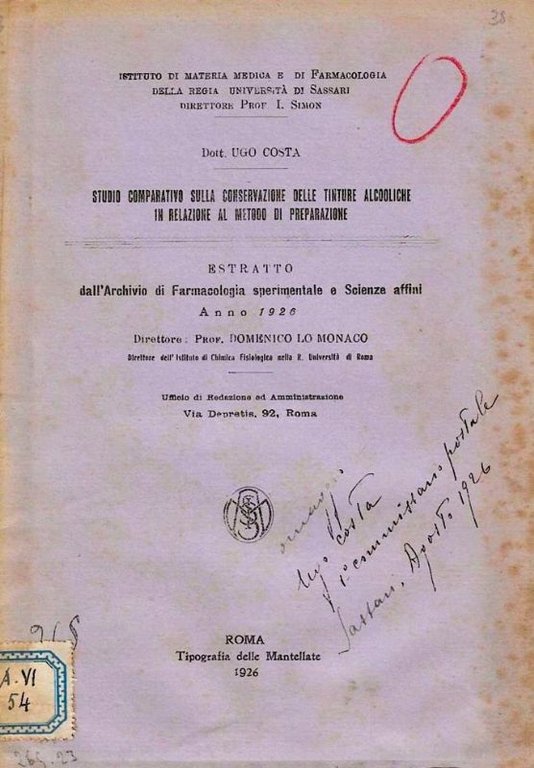 38
ISTITUTO DI MATERIA MEDICA E DI FARMACOLOGIA
DELLA REGIA UNIVERSITÀ DI SASSARI
DIRETTORE PROF I. SIMON
Dott. UGO COSTA
STUDIO COMPARATIVO SULLA CONSERVAZIONE DELLE TINTURE ALCOOLICHE
IN RELAZIONE AL METODO DI PREPARAZIONE
ESTRATTO
dall'Archivio di Farmacologia sperimentale e Scienze affini
Anno 1926
Direttore: PROF. DOMENICO LO MONACO
Direttore dell'Istituto di Chimica Fisiologica nella R. Università di Roma
Ufficio di Redazione ed Amministrazione
Via Depretis, 92, Roma
omaggio
Ugo Costa
1° commissario postale
Sassari, Agosto 1926
ROMA
Tipografia delle Mantellate
1926
A.VI
54